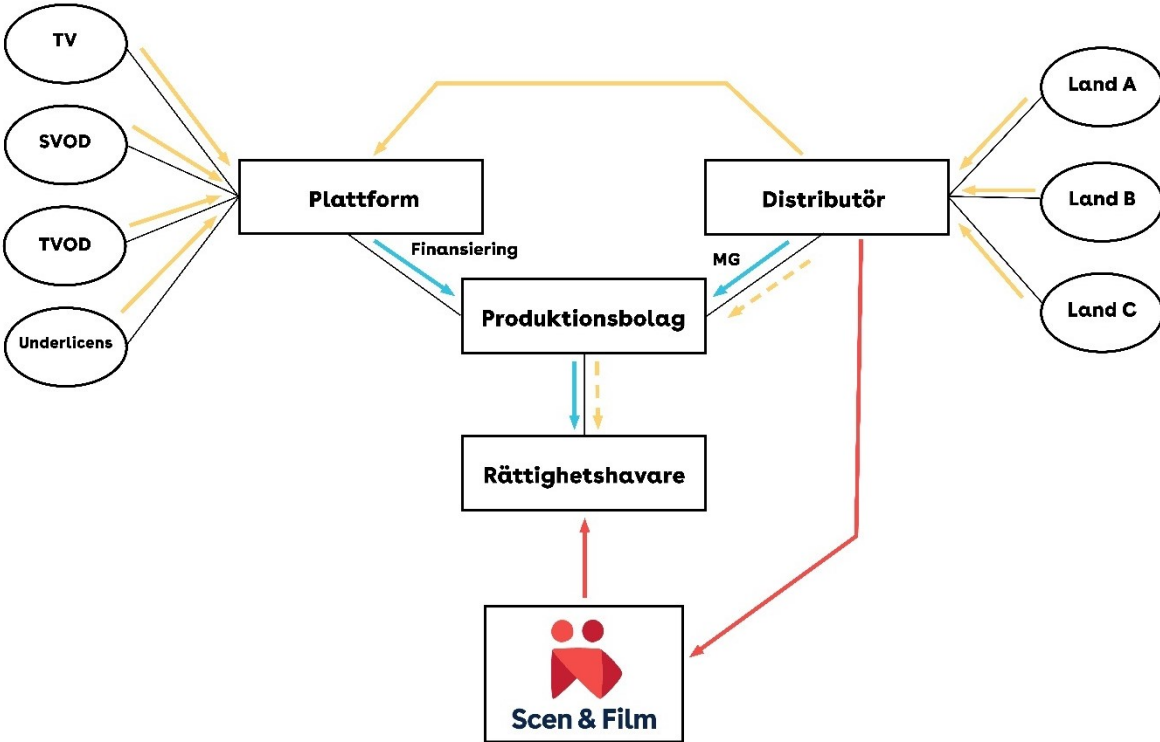 TV
SVOD
TVOD
Underlicens
Plattform
Distributör
Land A
Land B
Land C
Finansiering
MG
Produktionsbolag
Rättighetshavare
Scen & Film